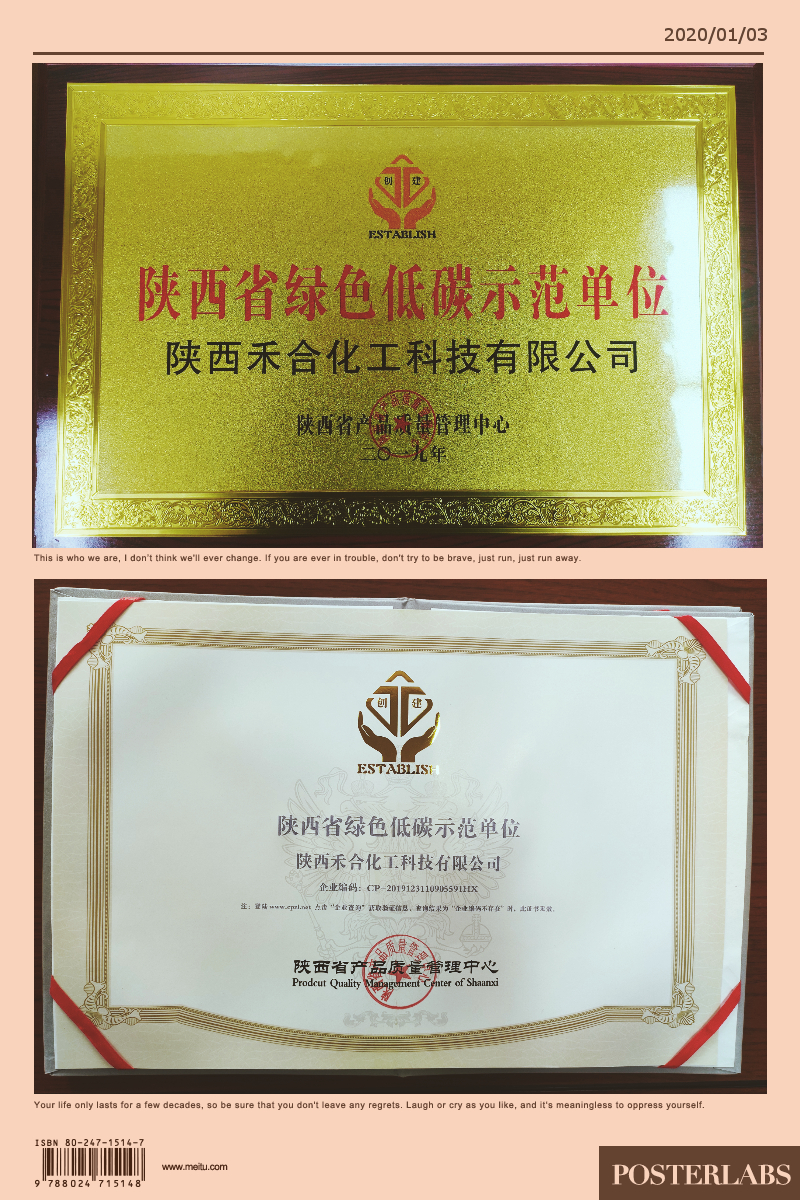 2020/01/03
创 建
ESTABLISH
陕西省绿色低碳示范单位
陕西禾合化工科技有限公司
陕西省产品质量管理中心
二〇一九年
This is who we are, I don't think we'll ever change. If you are ever in trouble, don't try to be brave, just run, just run away.
创 建
ESTABLISH
陕西省绿色低碳示范单位
陕西禾合化工科技有限公司
企业编码：CP-2019123110905591HX
陕西省产品质量管理中心
Prodcut Quality Management Center of Shaanxi
Your life only lasts for a few decades, so be sure that you don't leave any regrets. Laugh or cry as you like, and it's meaningless to oppress yourself.
ISBN 80-247-1514-7
9 788024 715148
www.meitu.com
POSTERLABS